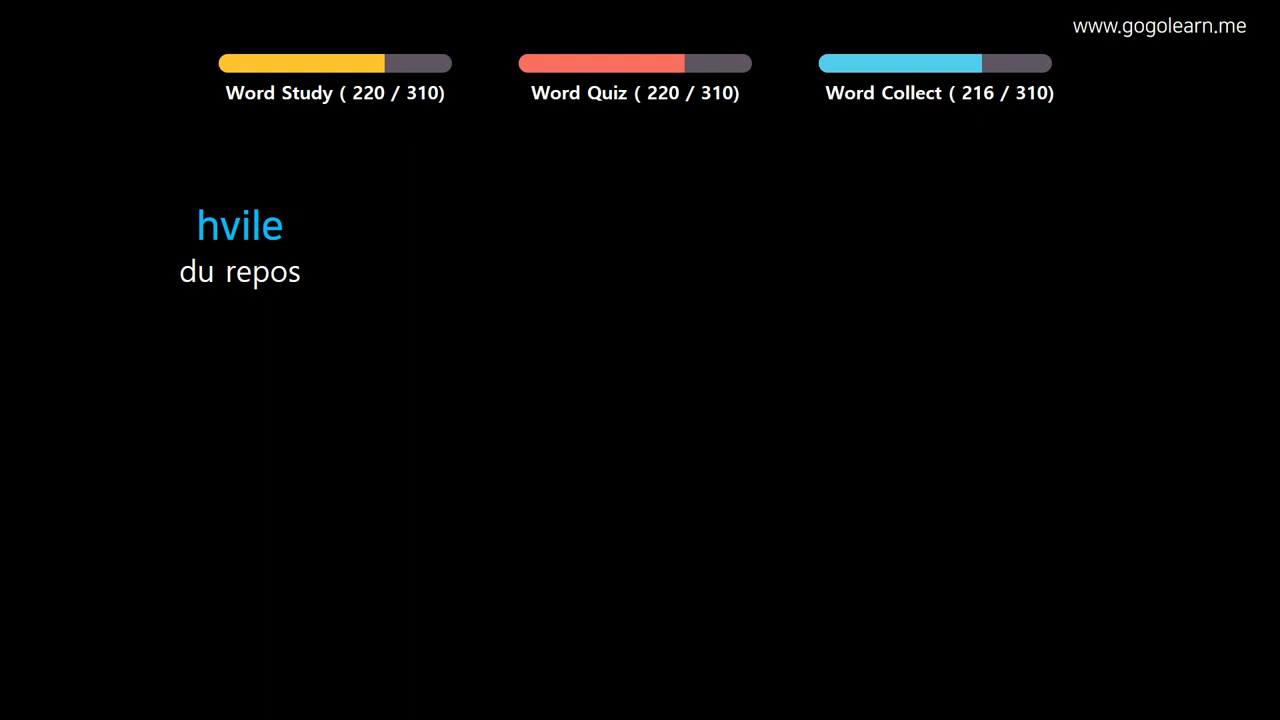 www.gogolearn.me
Word Study ( 220 / 310)
Word Quiz ( 220 / 310)
Word Collect ( 216 / 310)
hvile
du repos